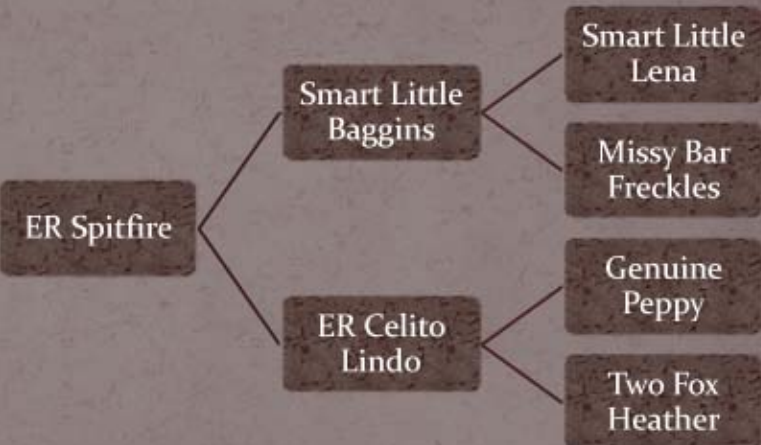 ER Spitfire
Smart Little
Baggins
ER Celito
Lindo
Smart Little
Lena
Missy Bar
Freckles
Genuine
Peppy
Two Fox
Heather